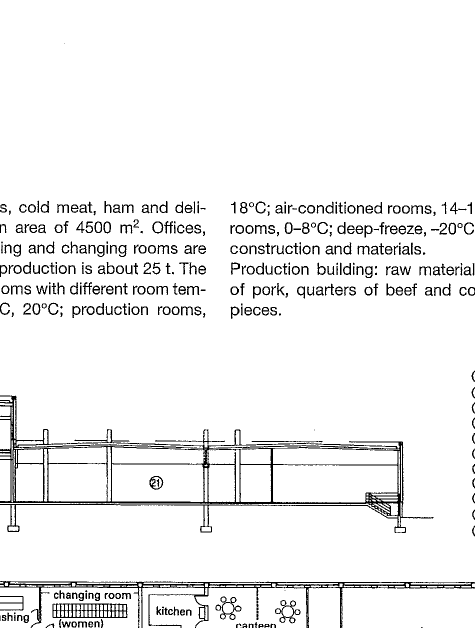 s, cold meat, ham and deli-
n area of 4500 m². Offices,
ing and changing rooms are
production is about 25 t. The
oms with different room tem-
C, 20°C; production rooms,
18°C; air-conditioned rooms, 14–1
rooms, 0–8°C; deep-freeze, –20°C
construction and materials.
Production building: raw material
of pork, quarters of beef and co
pieces.
21
changing room
(women)
shing
kitchen
canteen